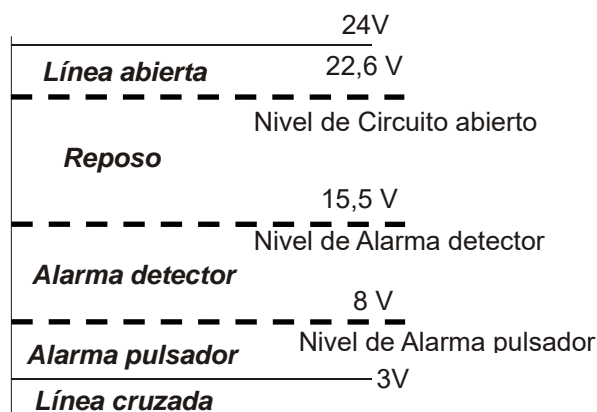 24V
Línea abierta 22,6 V
Nivel de Circuito abierto
Reposo
15,5 V
Nivel de Alarma detector
Alarma detector
8 V
Nivel de Alarma pulsador
Alarma pulsador
3V
Línea cruzada